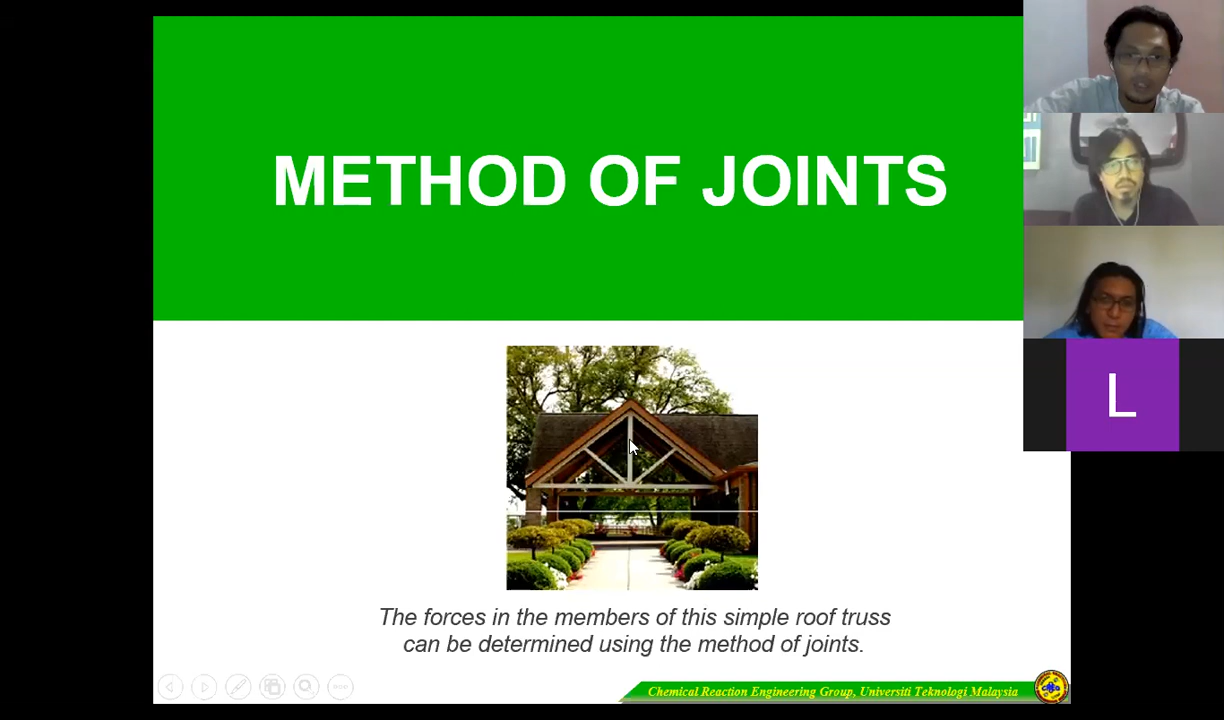 METHOD OF JOINTS
L
The forces in the members of this simple roof truss
can be determined using the method of joints.
Chemical Reaction Engineering Group, Universiti Teknologi Malaysia